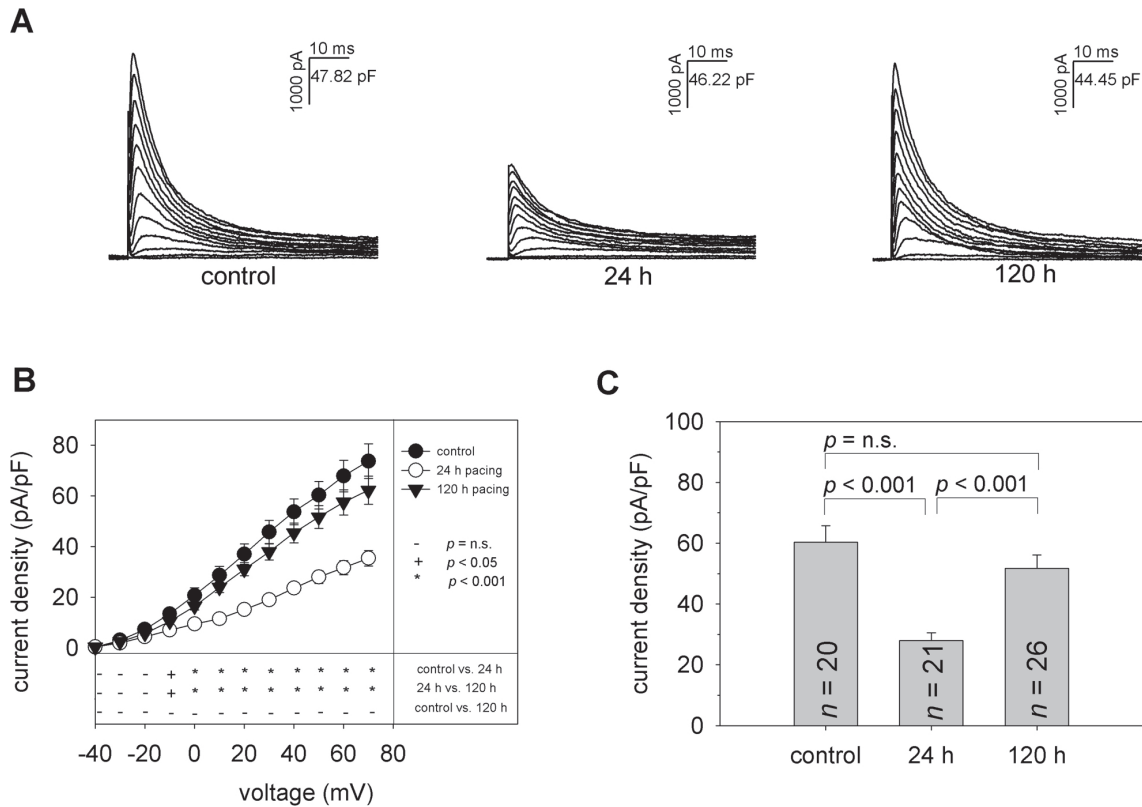 A
10 ms
1000 pA
47.82 pF
control
10 ms
1000 pA
46.22 pF
24 h
10 ms
1000 pA
44.45 pF
120 h
B
current density (pA/pF)
80
60
40
20
0
control
24 h pacing
120 h pacing
- p = n.s.
+ p < 0.05
* p < 0.001
- - - + * * * * * * * * control vs. 24 h
- - - + * * * * * * * * 24 h vs. 120 h
- - - - - - - - - - - - control vs. 120 h
-40 -20 0 20 40 60 80
voltage (mV)
C
current density (pA/pF)
100
80
60
40
20
0
p = n.s.
p < 0.001 p < 0.001
n = 20
n = 21
n = 26
control 24 h 120 h